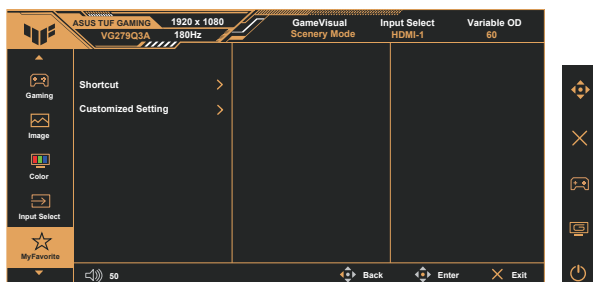 ASUS TUF GAMING 1920 x 1080 GameVisual Input Select Variable OD
VG279Q3A 180Hz Scenery Mode HDMI-1 60
Gaming
Shortcut
Customized Setting
Image
Color
Input Select
MyFavorite
50 Back Enter Exit